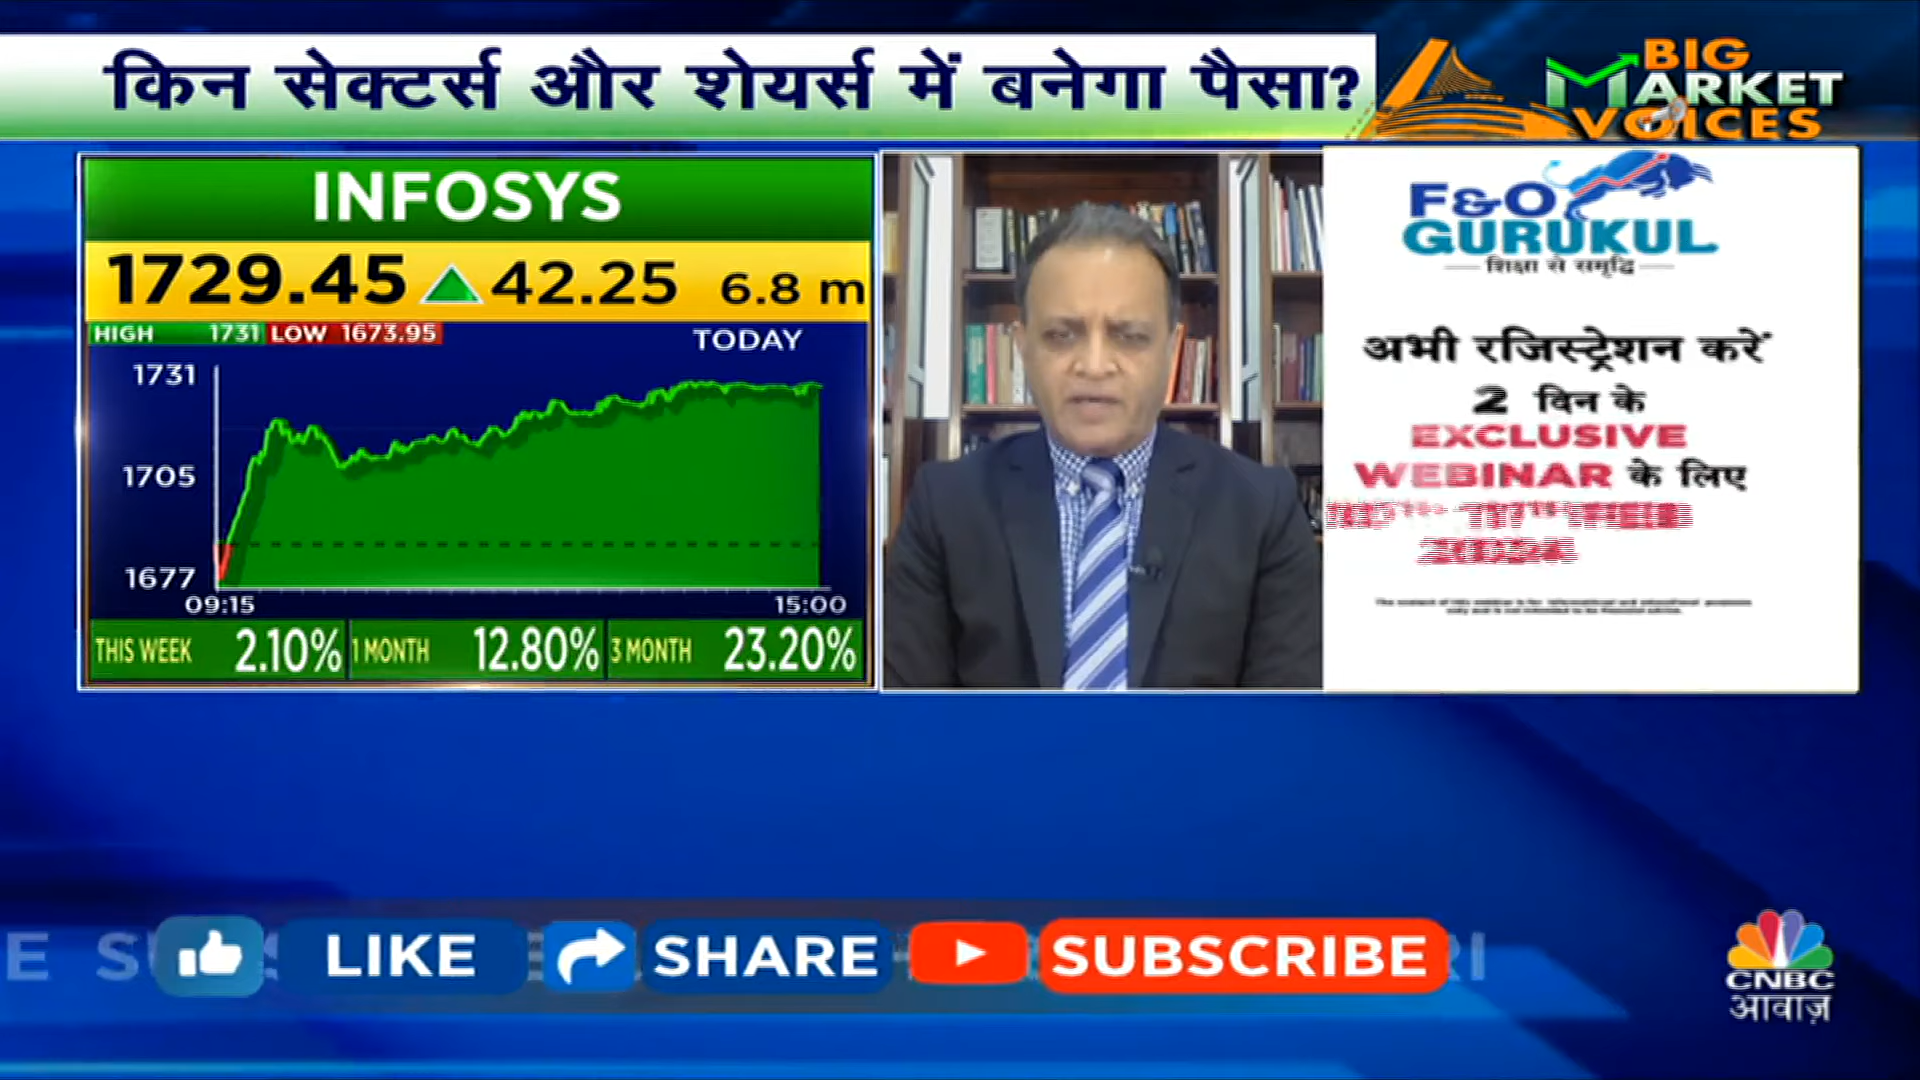 किन सेक्टर्स और शेयर्स में बनेगा पैसा?
BIG
MARKET
VOICES
INFOSYS
1729.45 42.25 6.8 m
HIGH 1731 LOW 1673.95
TODAY
1731
1705
1677
09:15 15:00
THIS WEEK 2.10% 1 MONTH 12.80% 3 MONTH 23.20%
F&O
GURUKUL
शिक्षा से समृद्धि
अभी रजिस्ट्रेशन करें
2 दिन के
EXCLUSIVE
WEBINAR के लिए
LIKE SHARE SUBSCRIBE
CNBC
आवाज़